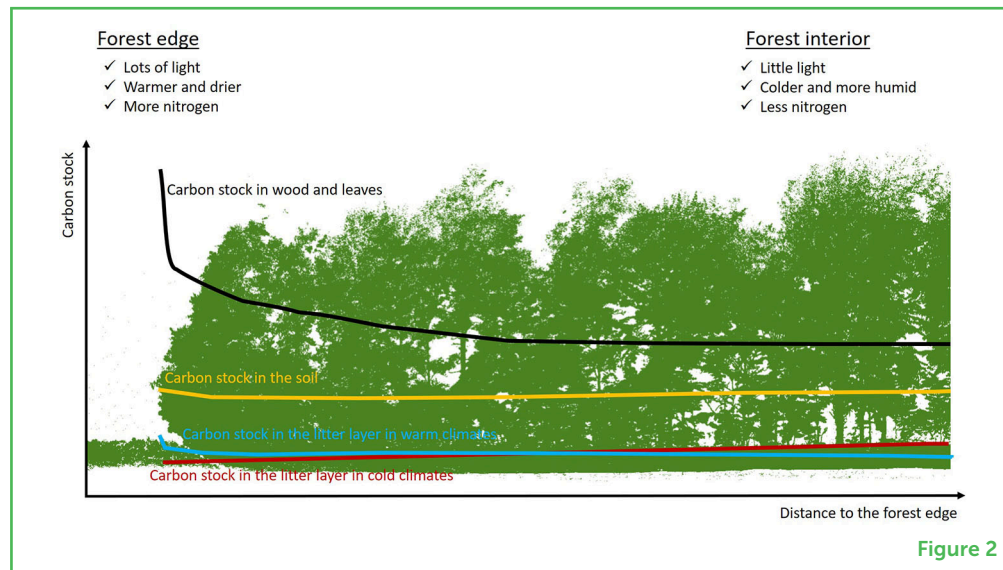 Forest edge
✓ Lots of light
✓ Warmer and drier
✓ More nitrogen
Forest interior
✓ Little light
✓ Colder and more humid
✓ Less nitrogen
Carbon stock
Carbon stock in wood and leaves
Carbon stock in the soil
Carbon stock in the litter layer in warm climates
Carbon stock in the litter layer in cold climates
Distance to the forest edge
Figure 2